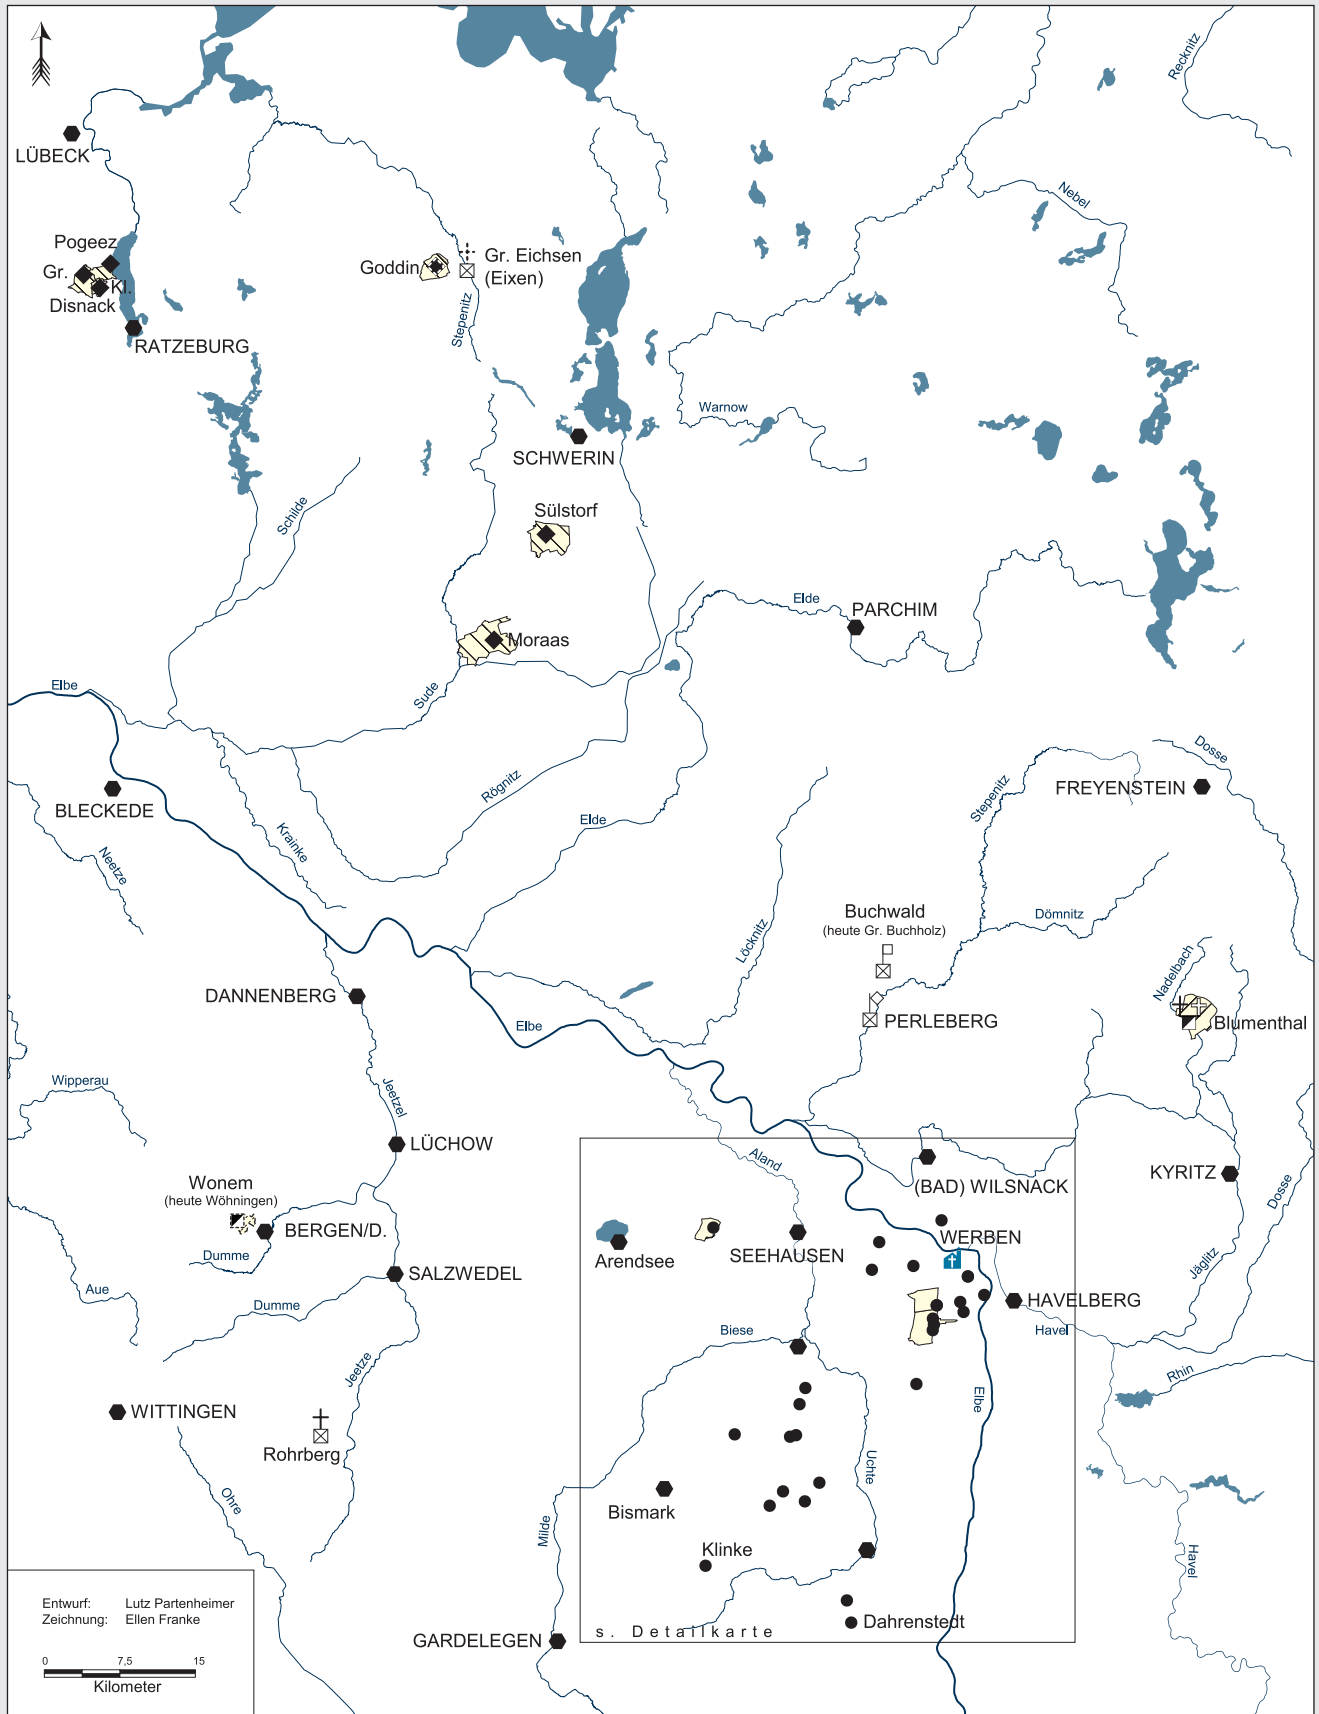 Recknitz
LÜBECK
Nebel
Pogeez
Gr.
Kl.
Disnack
RATZEBURG
Goddin
Gr. Eichsen
(Eixen)
Stepenitz
Warnow
SCHWERIN
Schilde
Sülstorf
Elde
PARCHIM
Moraas
Sude
Elbe
Dosse
FREYENSTEIN
Stepenitz
BLECKEDE
Rögnitz
Elde
Krainke
Neetze
Buchwald
(heute Gr. Buchholz)
Dömnitz
Löcknitz
Nadelbach
DANNENBERG
Elbe
PERLEBERG
Blumenthal
Wipperau
Jeetzel
LÜCHOW
Aland
KYRITZ
(BAD) WILSNACK
Wonem
(heute Wöhningen)
Dosse
BERGEN/D.
WERBEN
SEEHAUSEN
Arendsee
Dumme
Jäglitz
SALZWEDEL
Aue
Dumme
HAVELBERG
Biese
Havel
Jeetze
Rhin
Elbe
WITTINGEN
Rohrberg
Uchte
Ohre
Bismark
Milde
Klinke
Havel
Entwurf: Lutz Partenheimer
Zeichnung: Ellen Franke
Dahrenstedt
s. Detailkarte
GARDELEGEN
0 7,5 15
Kilometer